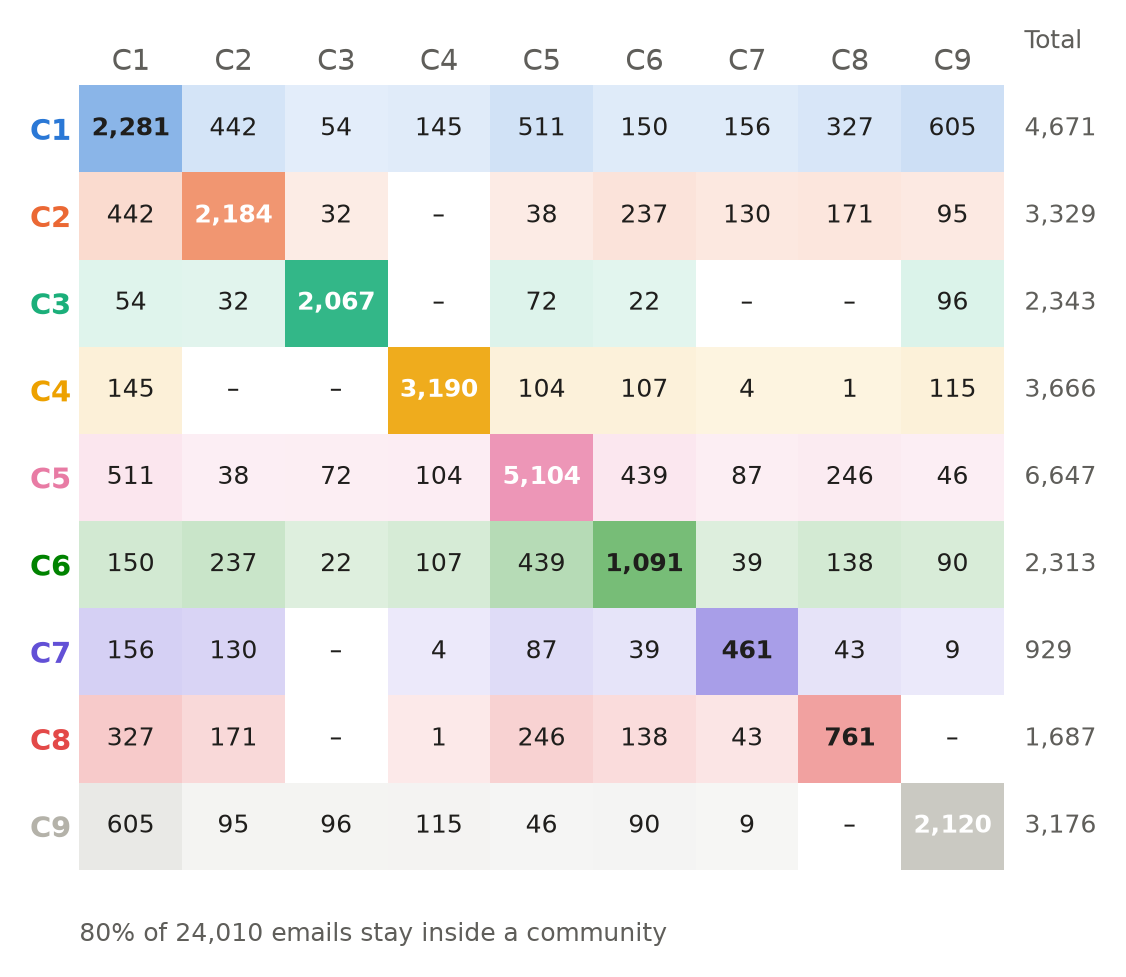 Total
C1 C2 C3 C4 C5 C6 C7 C8 C9
C1 2,281 442 54 145 511 150 156 327 605 4,671
C2 442 2,184 32 – 38 237 130 171 95 3,329
C3 54 32 2,067 – 72 22 – – 96 2,343
C4 145 – – 3,190 104 107 4 1 115 3,666
C5 511 38 72 104 5,104 439 87 246 46 6,647
C6 150 237 22 107 439 1,091 39 138 90 2,313
C7 156 130 – 4 87 39 461 43 9 929
C8 327 171 – 1 246 138 43 761 – 1,687
C9 605 95 96 115 46 90 9 – 2,120 3,176
80% of 24,010 emails stay inside a community